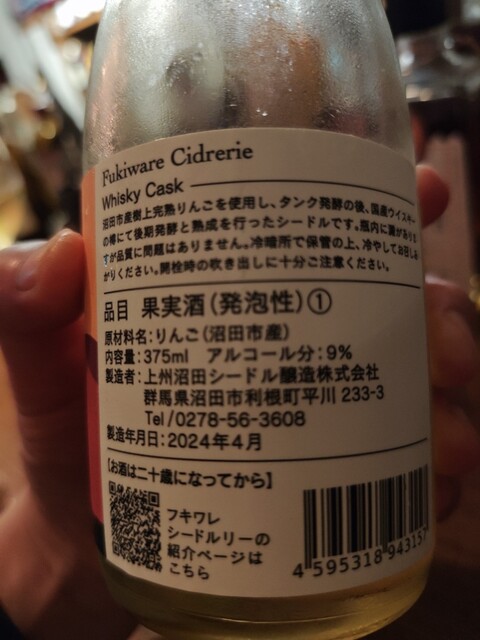 Fukiware Cidrerie
Whisky Cask
沼田市産樹上完熟りんごを使用し、タンク発酵の後、国産ウイスキー
の樽にて後期発酵と熟成を行ったシードルです。瓶内に澱がありま
すが品質に問題はありません。冷暗所で保管の上、冷やしてお召しあ
がりください。開栓時の吹き出しに十分ご注意ください。
品目 果実酒(発泡性)①
原材料名:りんご(沼田市産)
内容量:375ml アルコール分:9%
製造者:上州沼田シードル醸造株式会社
群馬県沼田市利根町平川 233-3
Tel/0278-56-3608
製造年月日:2024年4月
【お酒は二十歳になってから】
フキワレ
シードルリーの
紹介ページは
こちら
4 595318 943157